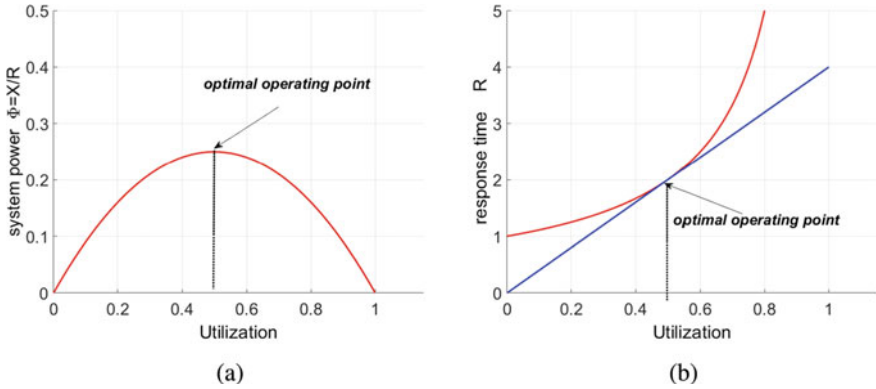 0.5
0.4
0.3
0.2
0.1
0
system power Φ=X/R
optimal operating point
0 0.2 0.4 0.6 0.8 1
Utilization
(a)
5
4
3
2
1
0
response time R
optimal operating point
0 0.2 0.4 0.6 0.8 1
Utilization
(b)